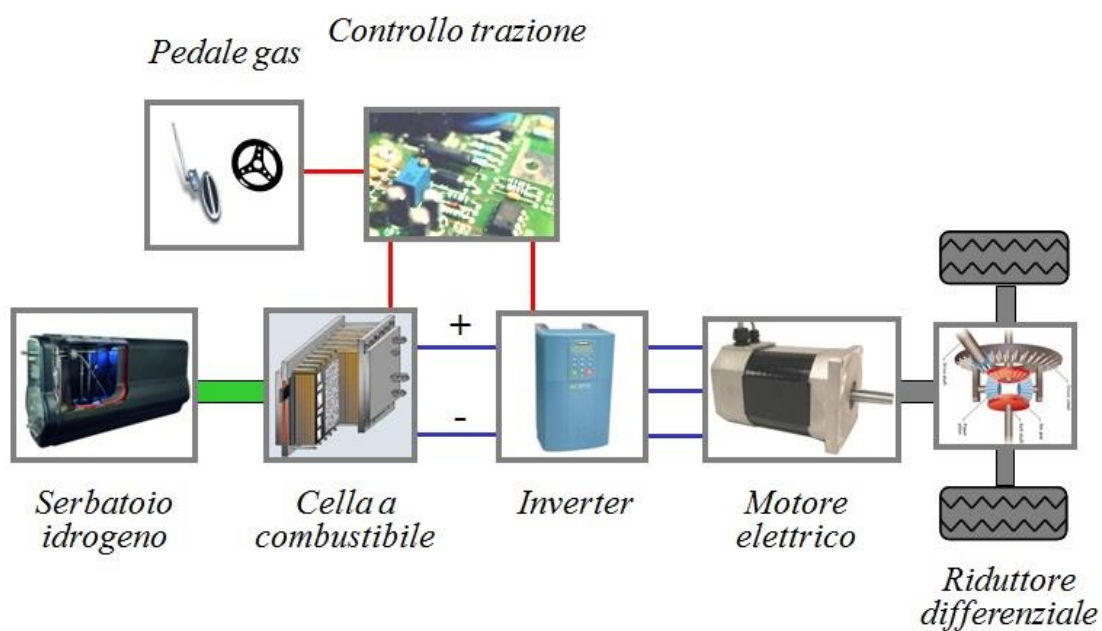 Controllo trazione
Pedale gas
+
-
Serbatoio
idrogeno
Cella a
combustibile
Inverter
Motore
elettrico
Riduttore
differenziale